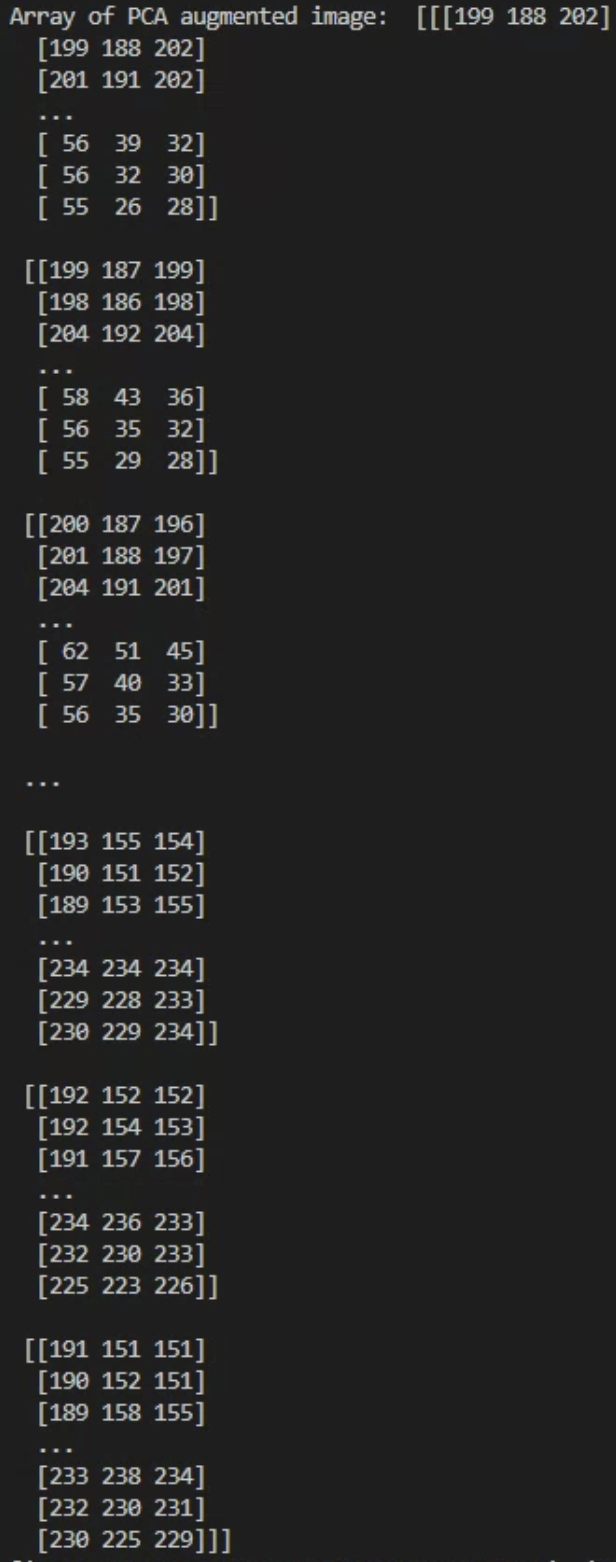 Array of PCA augmented image:  [[[199 188 202]
  [199 188 202]
  [201 191 202]
  ...
  [ 56  39  32]
  [ 56  32  30]
  [ 55  26  28]]

 [[199 187 199]
  [198 186 198]
  [204 192 204]
  ...
  [ 58  43  36]
  [ 56  35  32]
  [ 55  29  28]]

 [[200 187 196]
  [201 188 197]
  [204 191 201]
  ...
  [ 62  51  45]
  [ 57  40  33]
  [ 56  35  30]]

 ...

 [[193 155 154]
  [190 151 152]
  [189 153 155]
  ...
  [234 234 234]
  [229 228 233]
  [230 229 234]]

 [[192 152 152]
  [192 154 153]
  [191 157 156]
  ...
  [234 236 233]
  [232 230 233]
  [225 223 226]]

 [[191 151 151]
  [190 152 151]
  [189 158 155]
  ...
  [233 238 234]
  [232 230 231]
  [230 225 229]]]